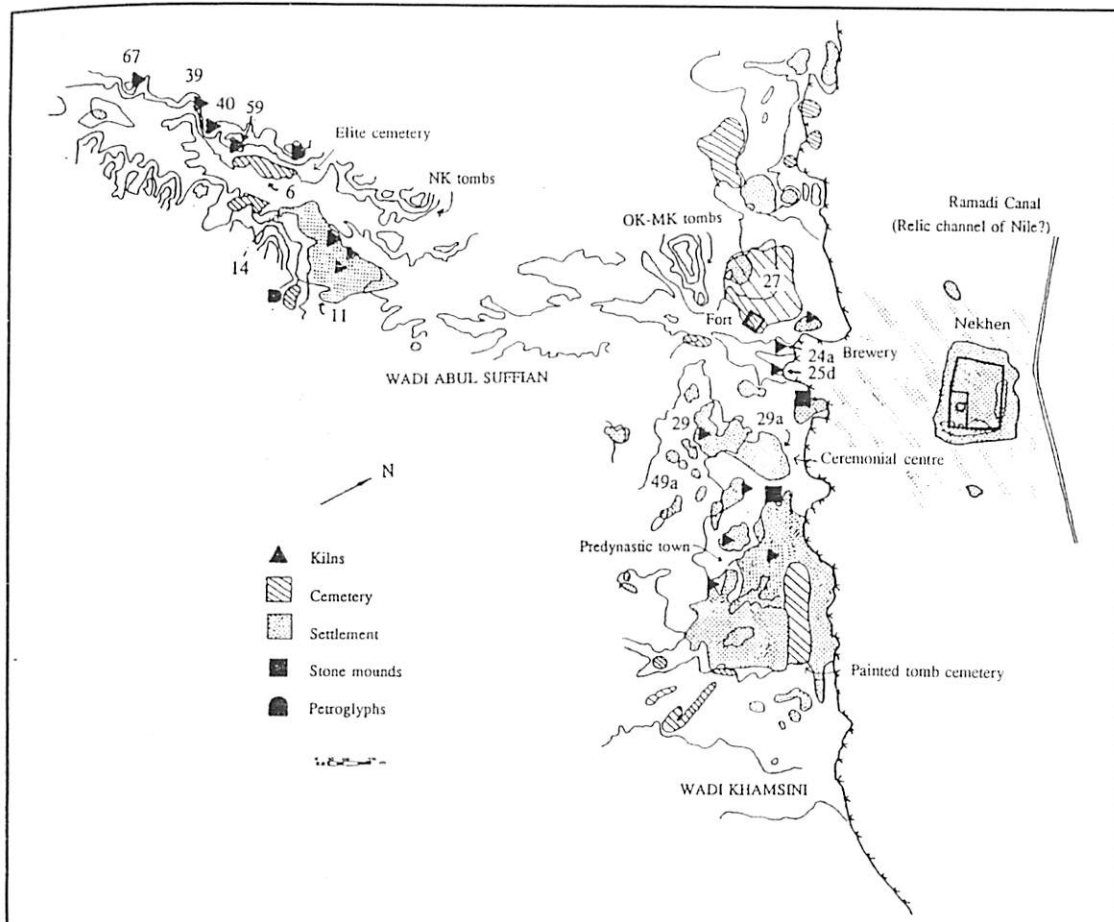 67
39
40
59
Elite cemetery
6
NK tombs
14
11
WADI ABUL SUFFIAN
OK-MK tombs
27
Fort
Ramadi Canal
(Relic channel of Nile?)
Nekhen
24a
Brewery
25d
29
29a
Ceremonial centre
49a
Predynastic town
N
Kilns
Cemetery
Settlement
Stone mounds
Petroglyphs
Painted tomb cemetery
WADI KHAMSINI